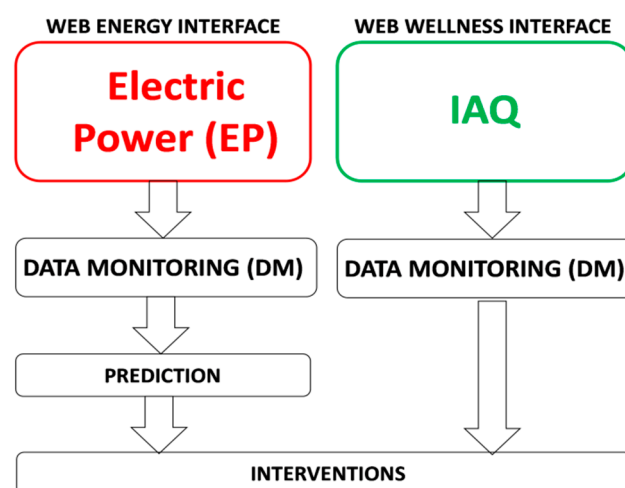 WEB ENERGY INTERFACE
WEB WELLNESS INTERFACE
Electric
Power (EP)
IAQ
DATA MONITORING (DM)
DATA MONITORING (DM)
PREDICTION
INTERVENTIONS